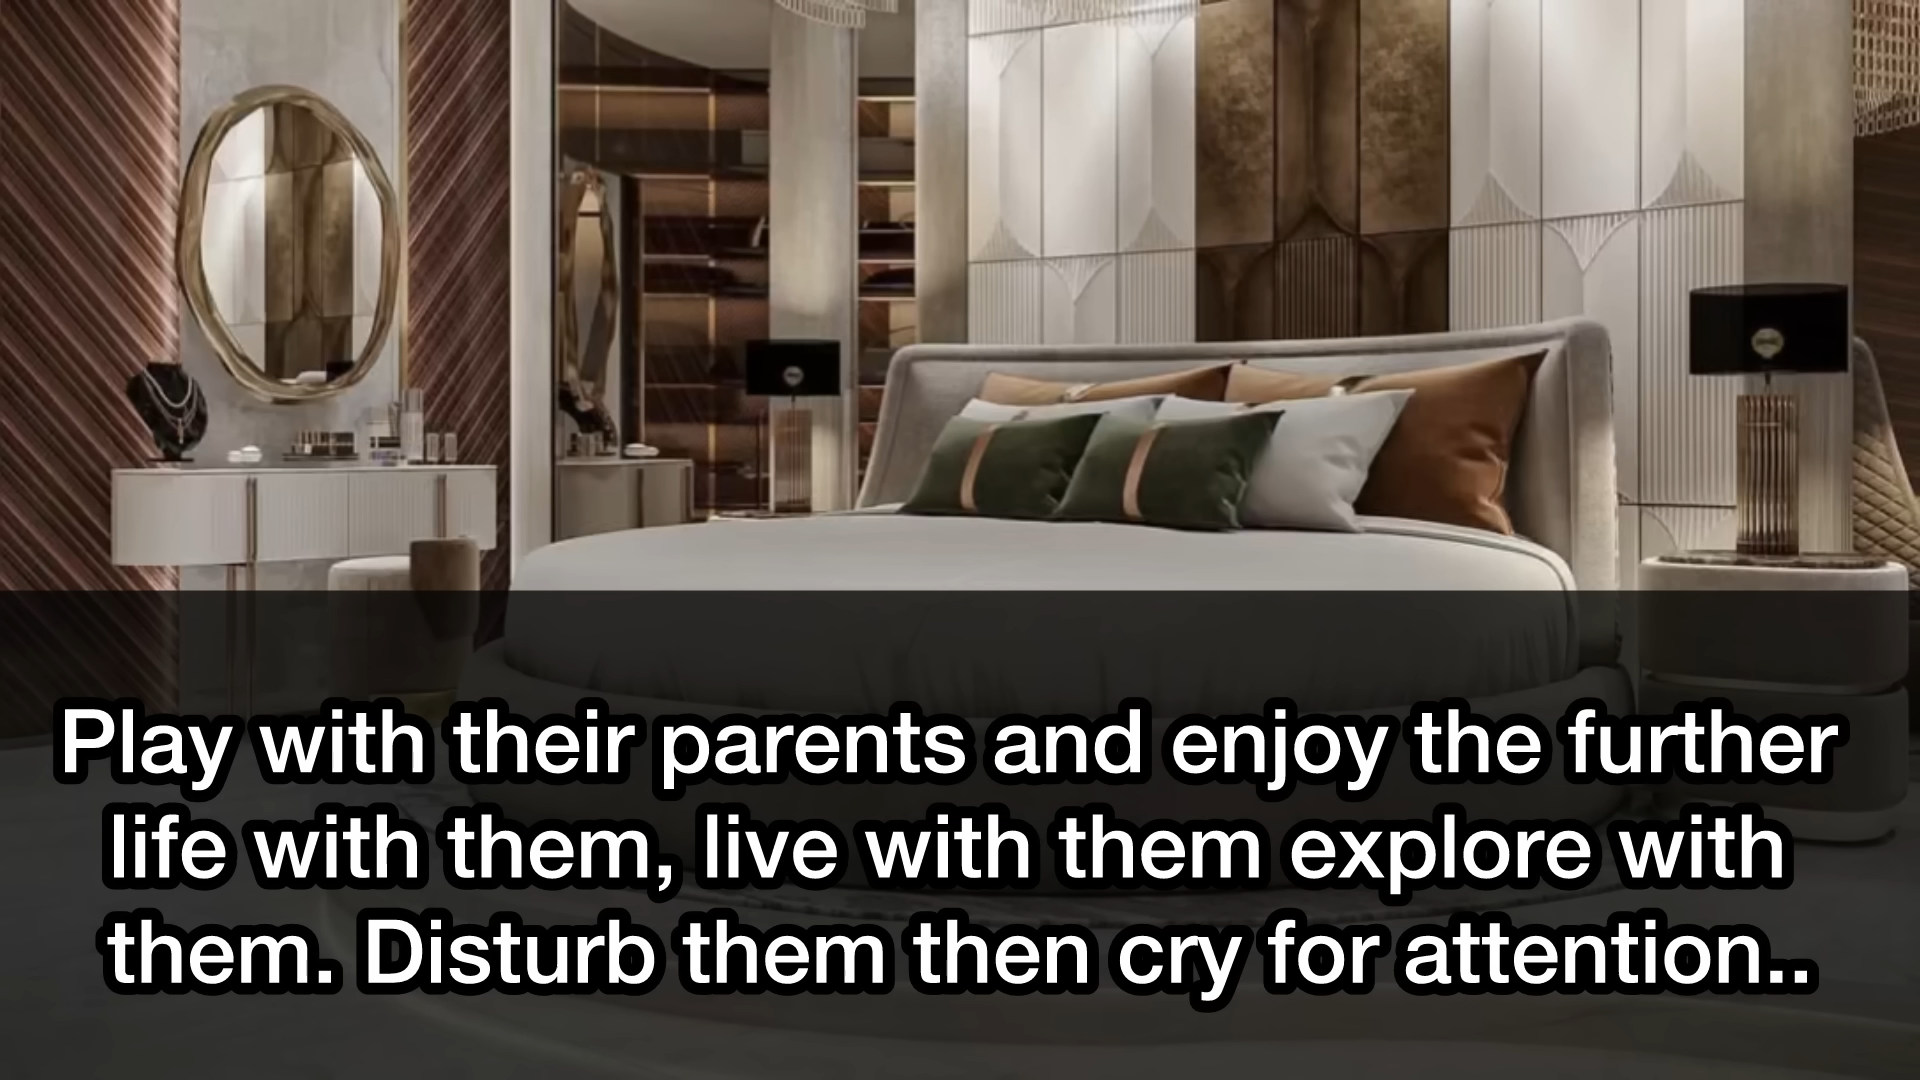 Play with their parents and enjoy the further
life with them, live with them explore with
them. Disturb them then cry for attention..